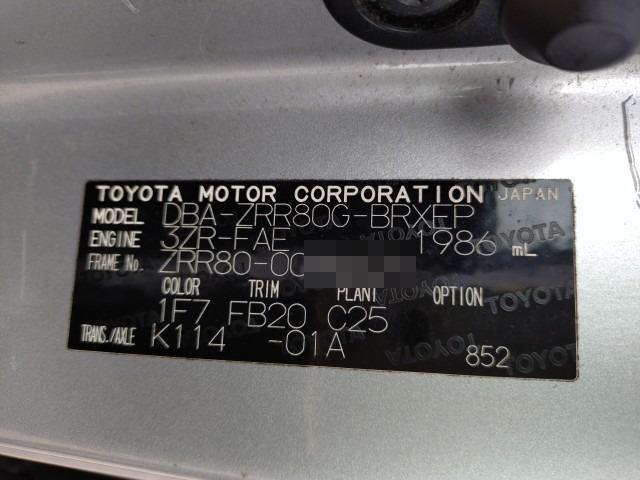 TOYOTA MOTOR CORPORATION JAPAN
MODEL DBA-ZRR80G-BRXEP
ENGINE 3ZR-FAE 1986 mL
FRAME No. ZRR80-00
COLOR TRIM PLANT OPTION
1F7 FB20 C25
TRANS./AXLE K114 -01A
852